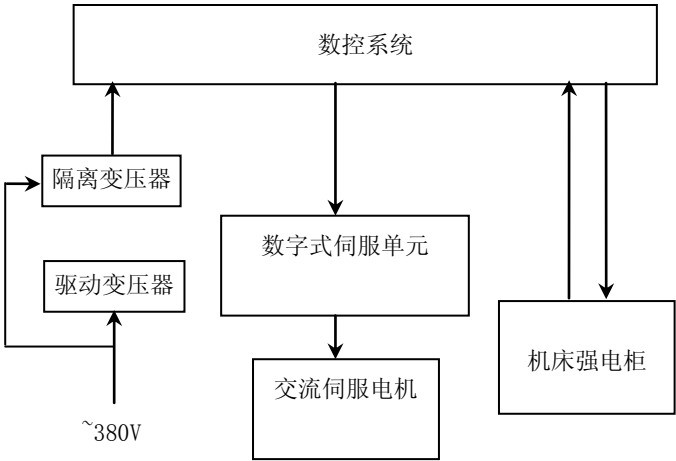 数控系统
隔离变压器
数字式伺服单元
驱动变压器
机床强电柜
交流伺服电机
~380V